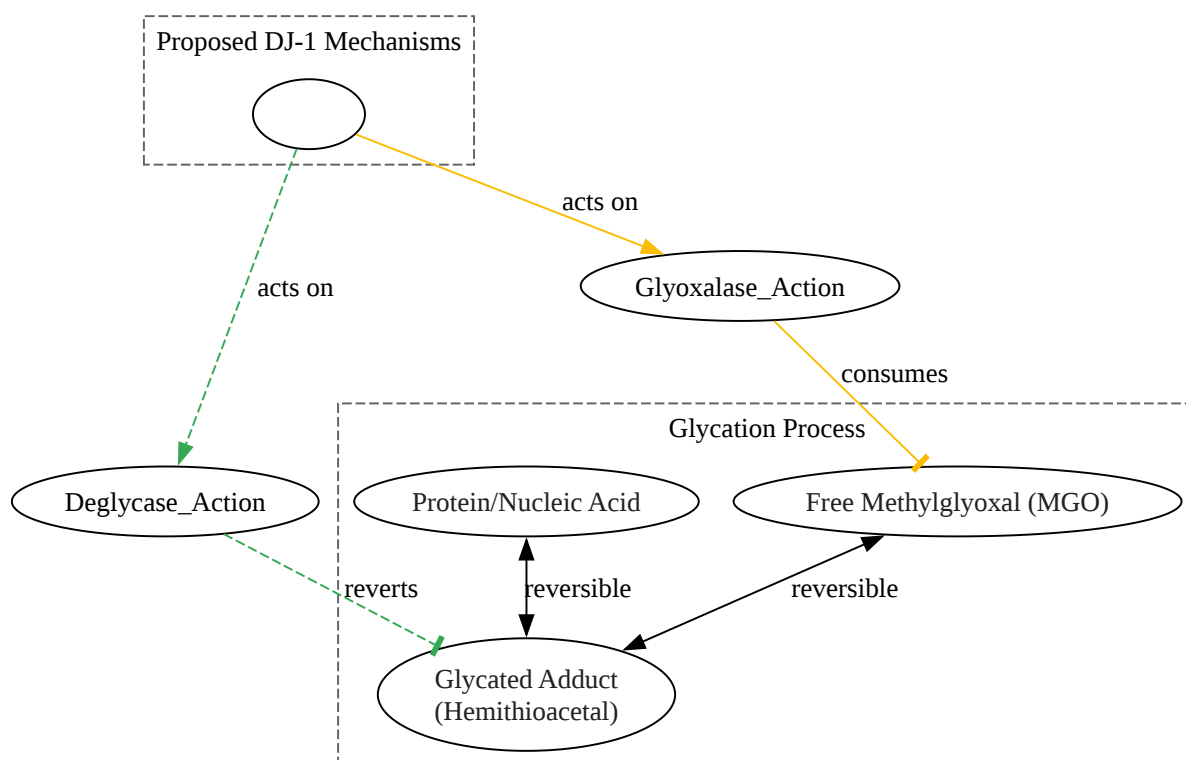 Proposed DJ-1 Mechanisms
acts on
Glyoxalase_Action
acts on
consumes
Glycation Process
Deglycase_Action
Protein/Nucleic Acid
Free Methylglyoxal (MGO)
reverts
reversible
reversible
Glycated Adduct
(Hemithioacetal)